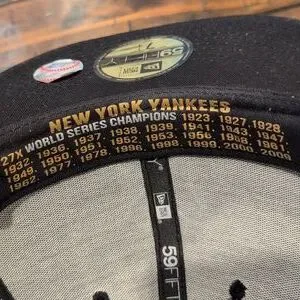 59FIFTY
NEW YORK YANKEES
27X WORLD SERIES CHAMPIONS 1923, 1927, 1928,
1932, 1936, 1937, 1938, 1939, 1941, 1943, 1947,
1949, 1950, 1951, 1952, 1953, 1956, 1958, 1961,
1962, 1977, 1978, 1996, 1998, 1999, 2000, 2009
59FIFT